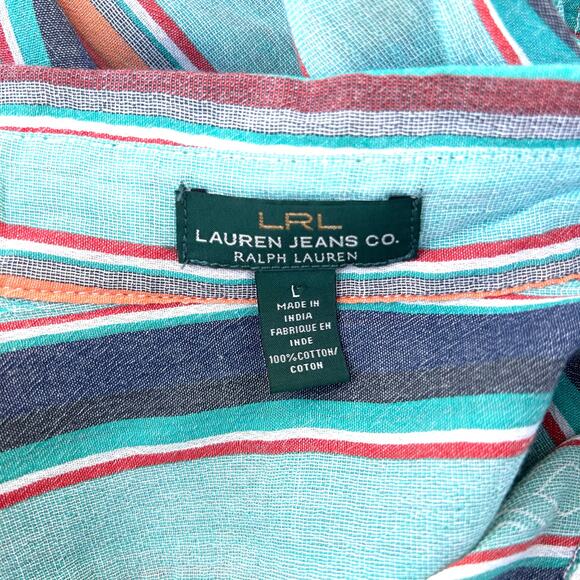 LRL
LAUREN JEANS CO.
RALPH LAUREN
L
MADE IN
INDIA
FABRIQUE EN
INDE
100% COTTON/
COTON